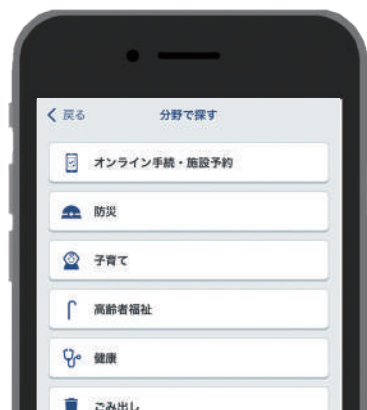 戻る
分野で探す
オンライン手続・施設予約
防災
子育て
高齢者福祉
健康
ごみ出し